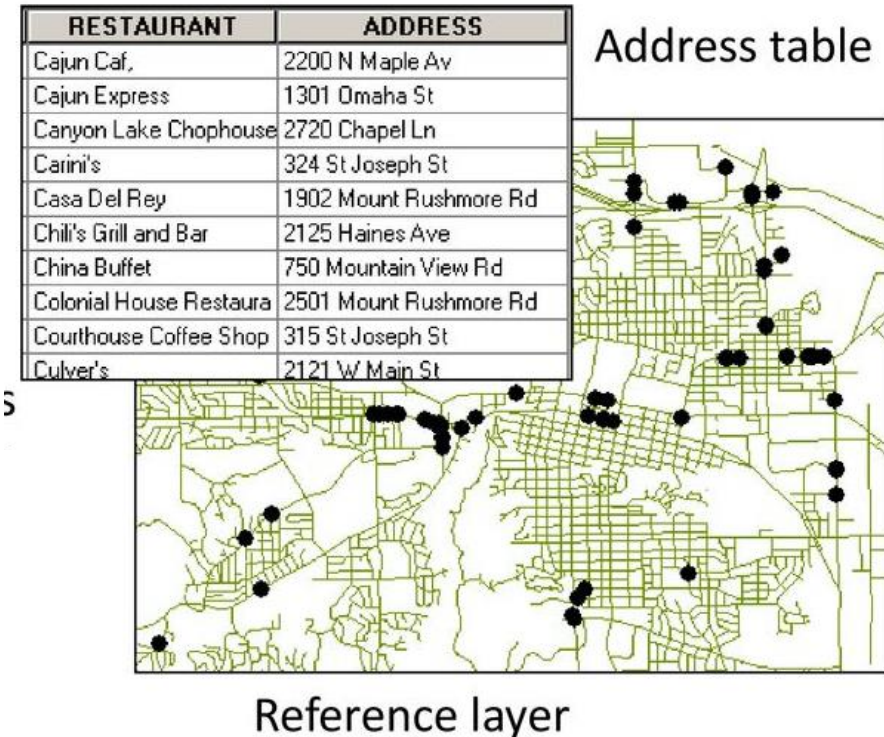 RESTAURANT ADDRESS
Address table
Cajun Caf, 2200 N Maple Av
Cajun Express 1301 Omaha St
Canyon Lake Chophouse 2720 Chapel Ln
Carini's 324 St Joseph St
Casa Del Rey 1902 Mount Rushmore Rd
Chili's Grill and Bar 2125 Haines Ave
China Buffet 750 Mountain View Rd
Colonial House Restaura 2501 Mount Rushmore Rd
Courthouse Coffee Shop 315 St Joseph St
Culver's 2121 W Main St
s
Reference layer